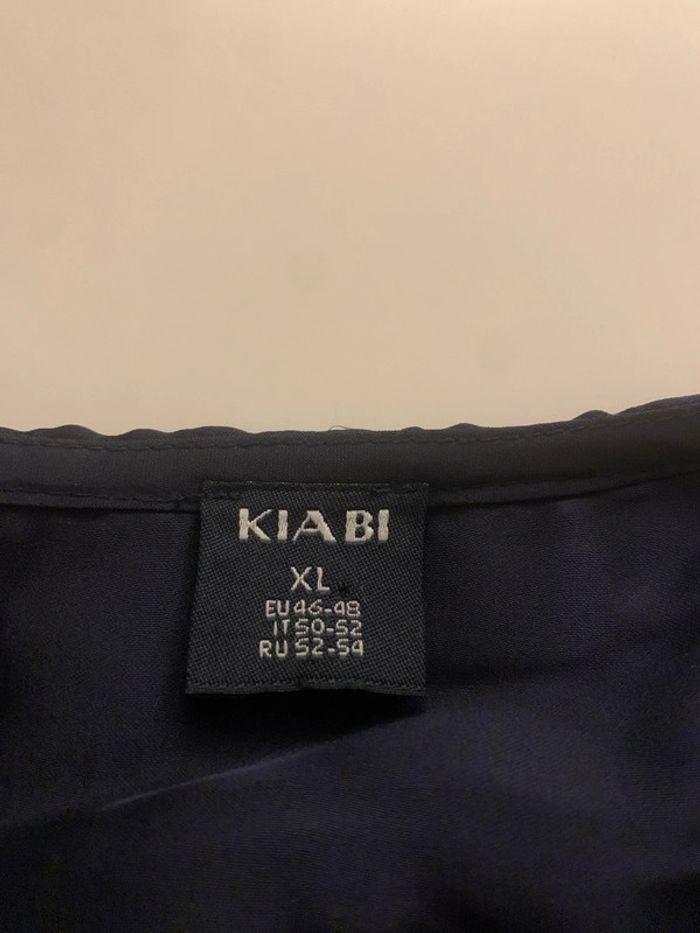 KIABI
XL
EU 46-48
IT 50-52
RU 52-54